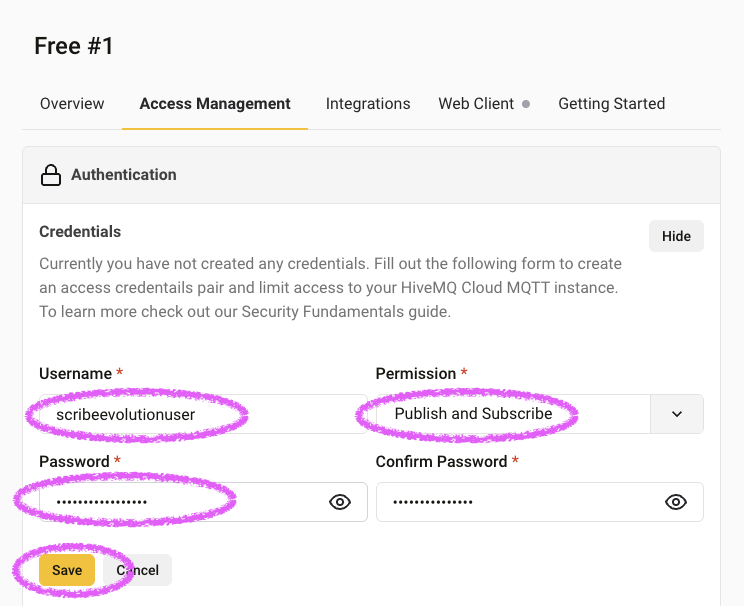 Free #1
Overview Access Management Integrations Web Client Getting Started
Authentication
Credentials
Hide
Currently you have not created any credentials. Fill out the following form to create
an access credentails pair and limit access to your HiveMQ Cloud MQTT instance.
To learn more check out our Security Fundamentals guide.
Username * Permission *
scribeevolutionuser Publish and Subscribe
Password * Confirm Password *
••••••••••••••••• •••••••••••••••
Save Cancel